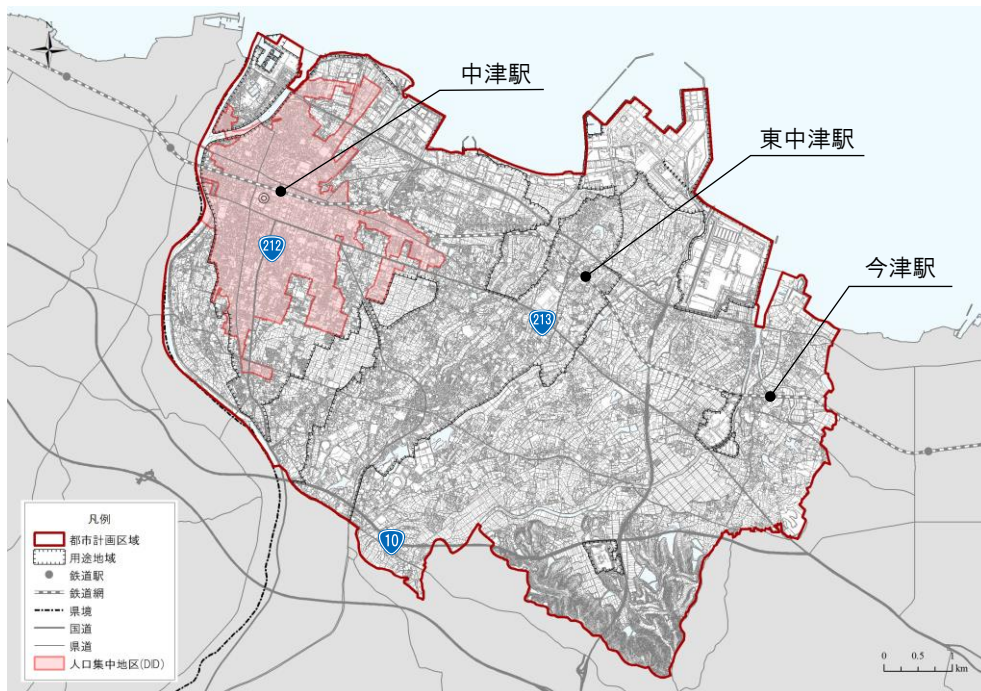 中津駅
東中津駅
今津駅
212
213
10
凡例
都市計画区域
用途地域
鉄道駅
鉄道網
県境
国道
県道
人口集中地区(DID)
0 0.5 1
km